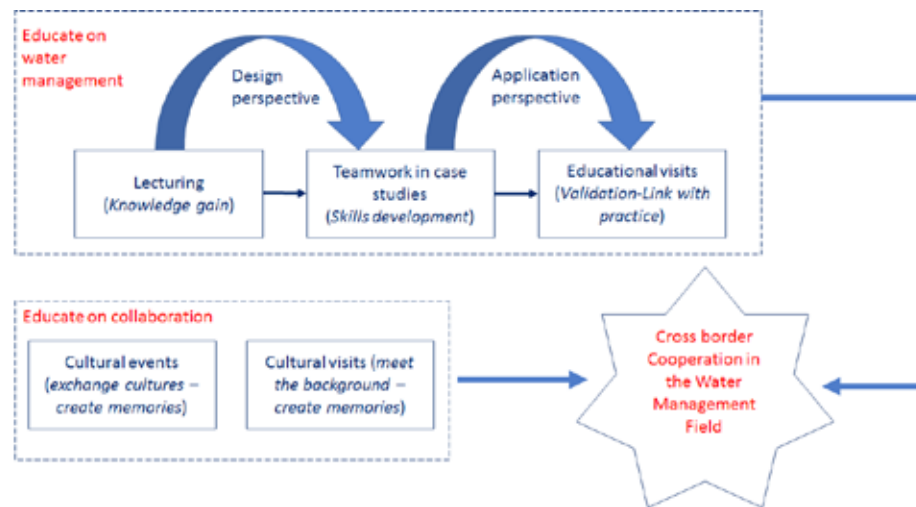 Educate on
water
management
Design
perspective
Application
perspective
Lecturing
(Knowledge gain)
Teamwork in case
studies
(Skills development)
Educational visits
(Validation-Link with
practice)
Educate on collaboration
Cultural events
(exchange cultures –
create memories)
Cultural visits (meet
the background –
create memories)
Cross border
Cooperation in
the Water
Management
Field